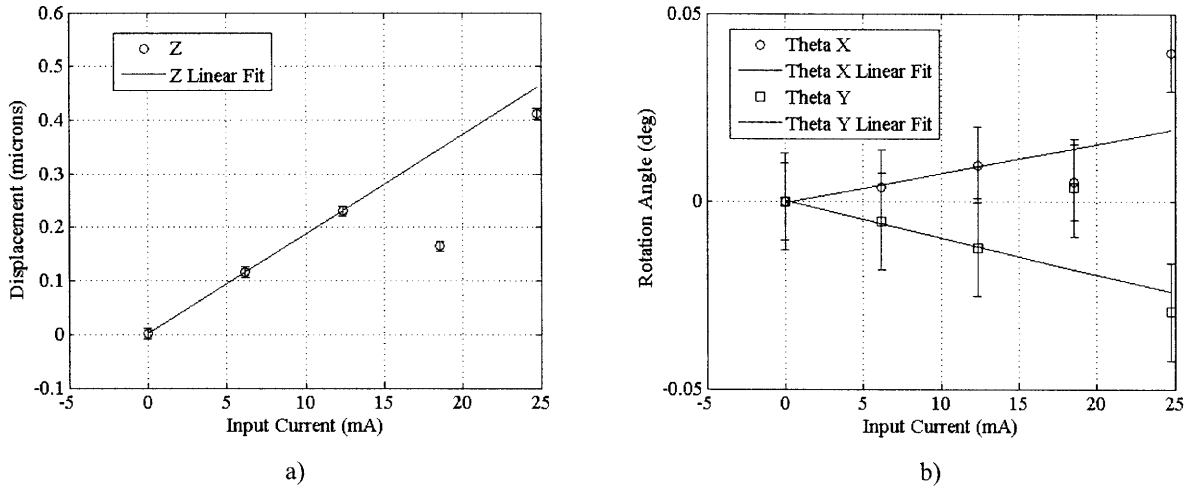 0.6
0.5
0.4
0.3
0.2
0.1
0
-0.1
Displacement (microns)
Z
Z Linear Fit
-5 0 5 10 15 20 25
Input Current (mA)
a)
0.05
0
-0.05
Rotation Angle (deg)
Theta X
Theta X Linear Fit
Theta Y
Theta Y Linear Fit
-5 0 5 10 15 20 25
Input Current (mA)
b)